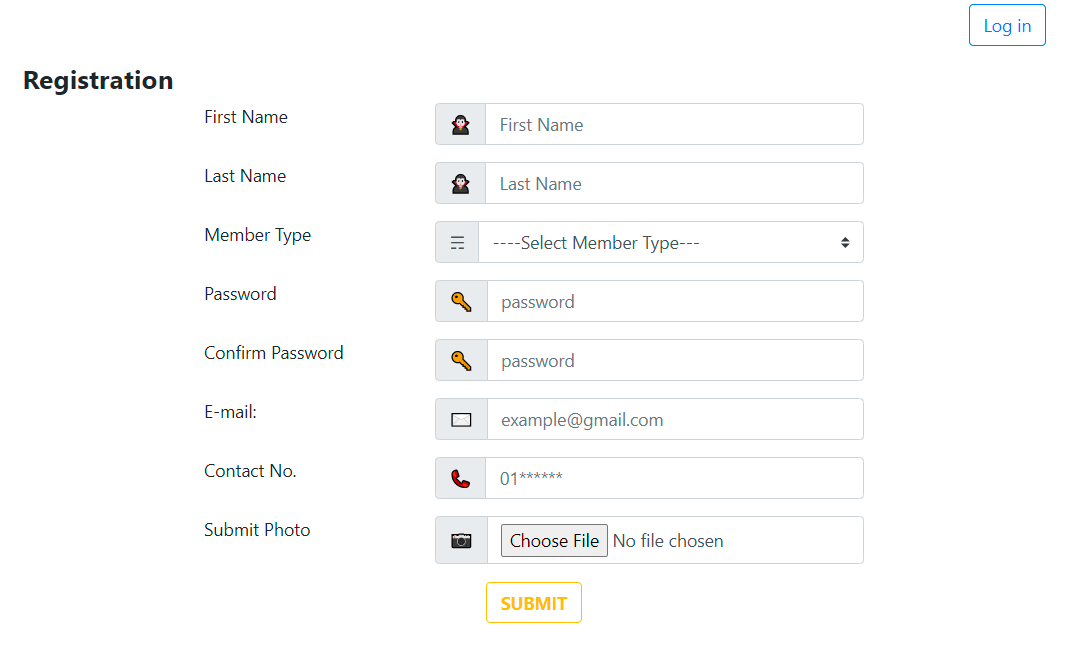 Log in
Registration
First Name First Name
Last Name Last Name
Member Type ----Select Member Type---
Password password
Confirm Password password
E-mail: example@gmail.com
Contact No. 01******
Submit Photo Choose File No file chosen
SUBMIT